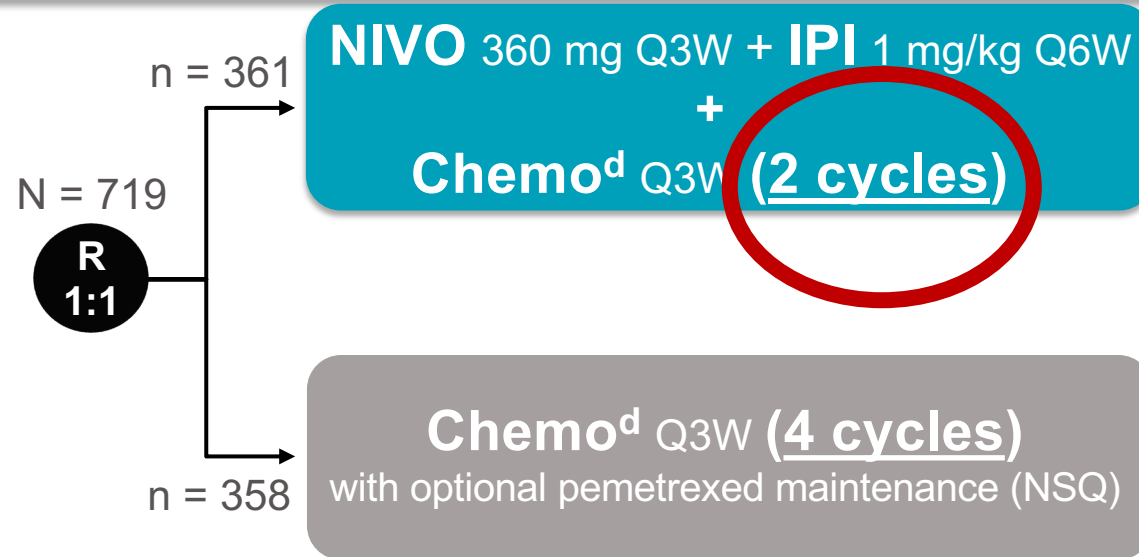 n = 361
NIVO 360 mg Q3W + IPI 1 mg/kg Q6W
+
Chemoᵈ Q3W (2 cycles)
N = 719
R
1:1
Chemoᵈ Q3W (4 cycles)
with optional pemetrexed maintenance (NSQ)
n = 358